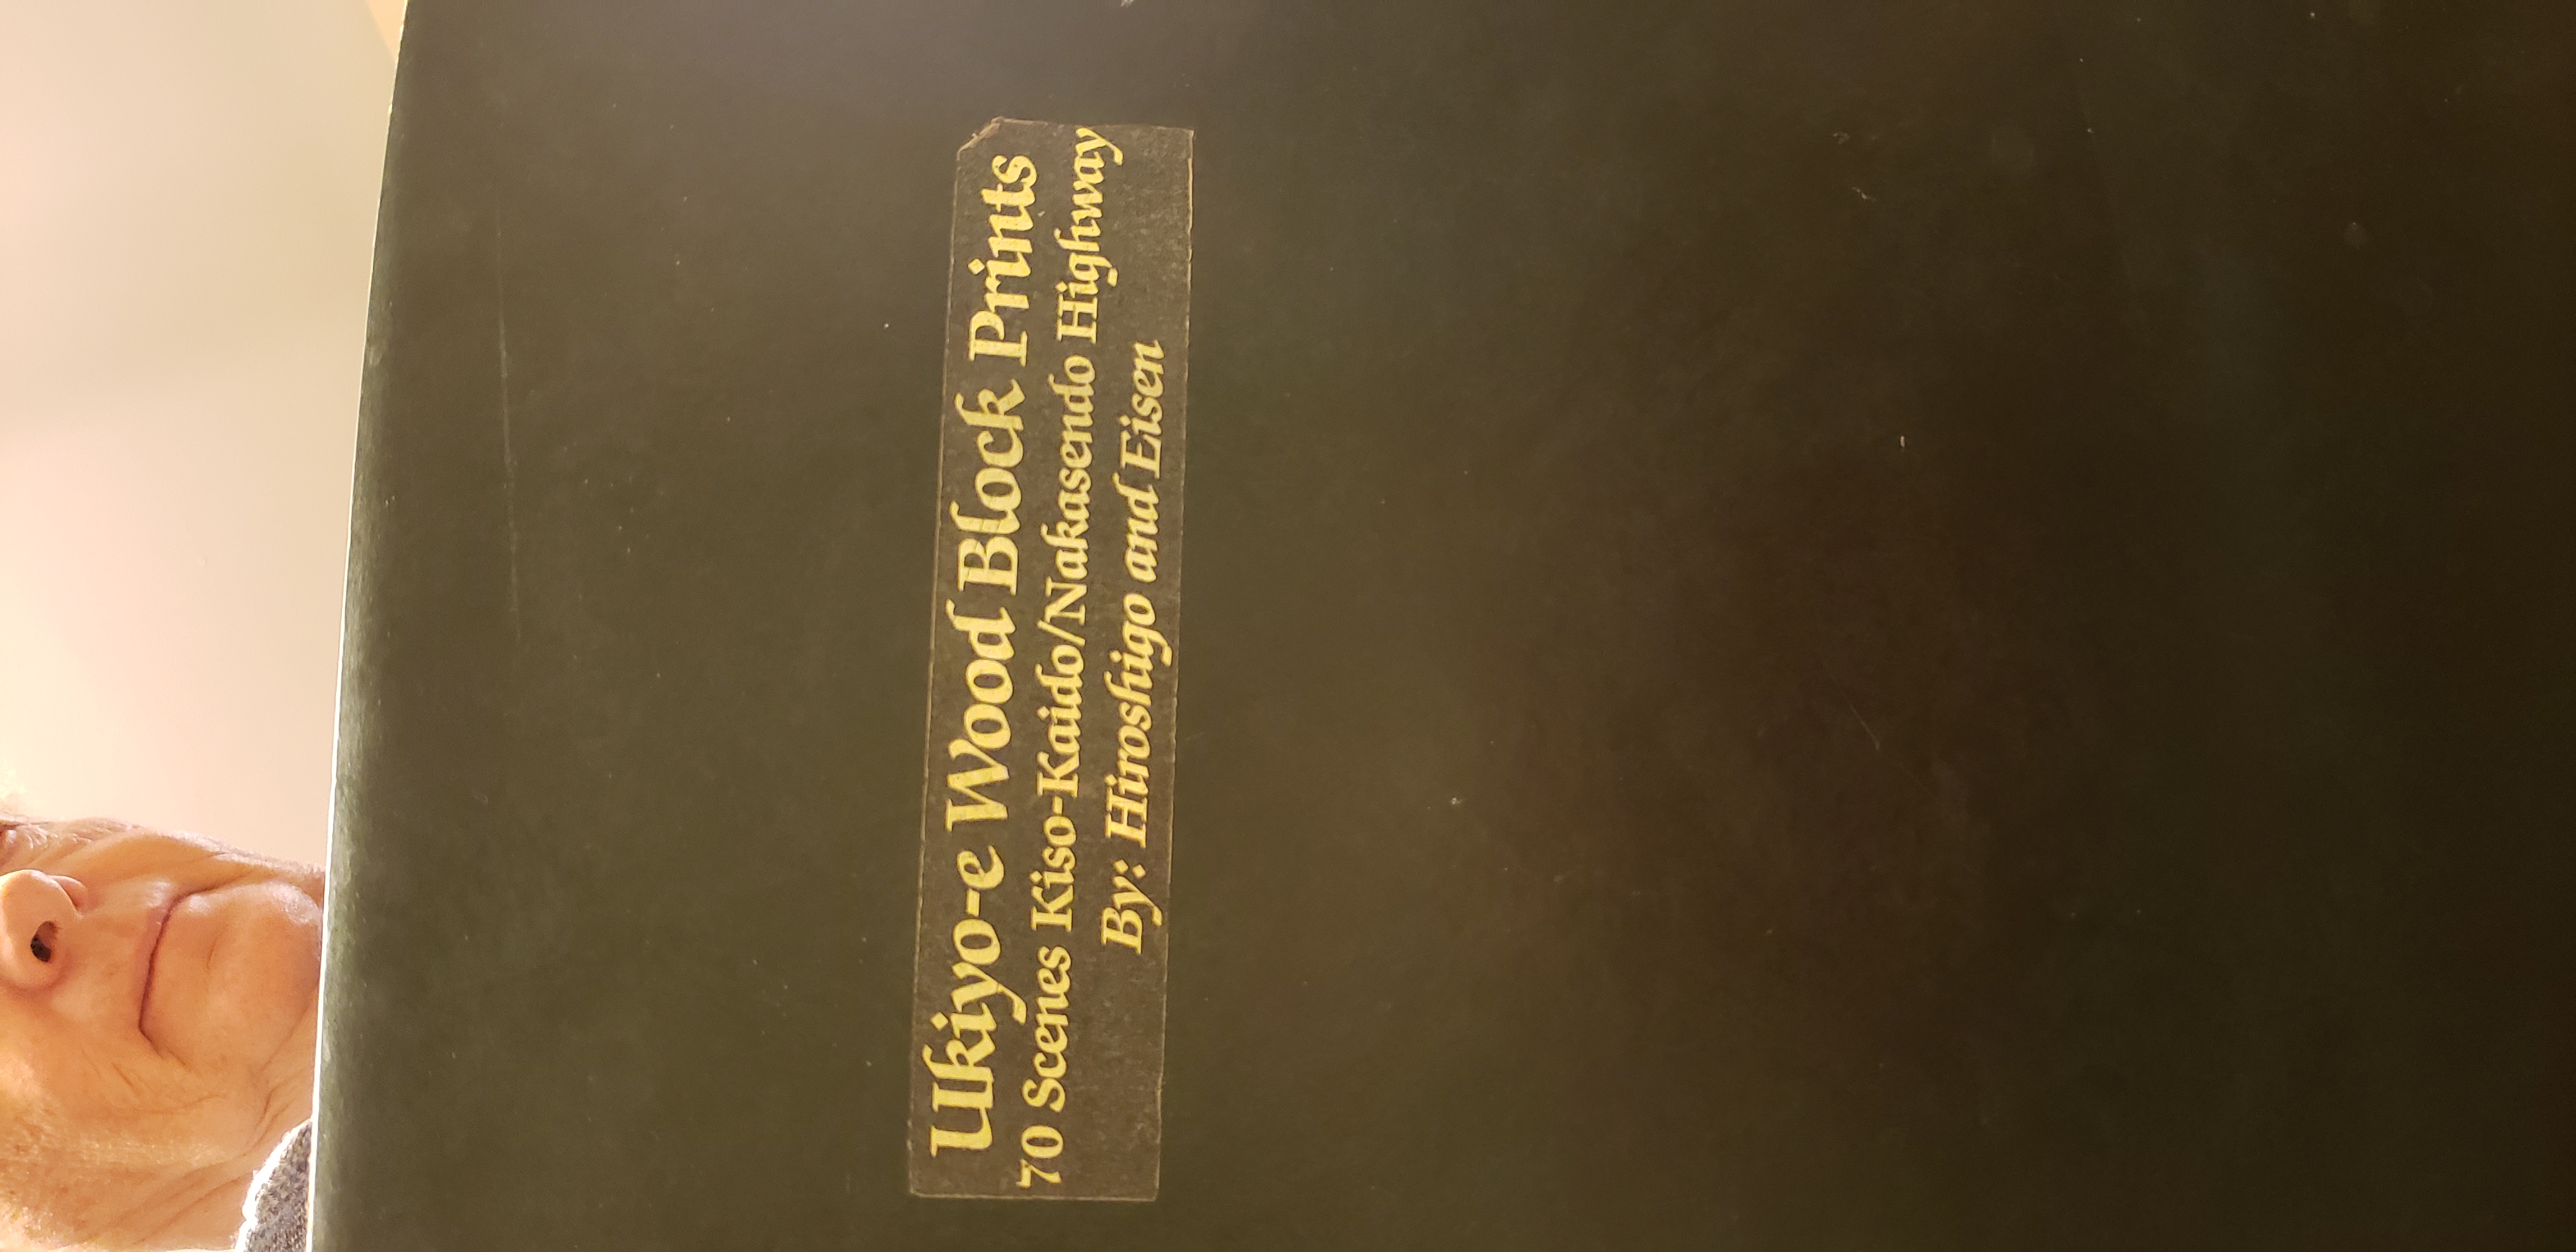 Ukiyo-e Wood Block Prints
70 Scenes Kiso-Kaido/Nakasendo Highway
By: Hiroshigo and Eisen